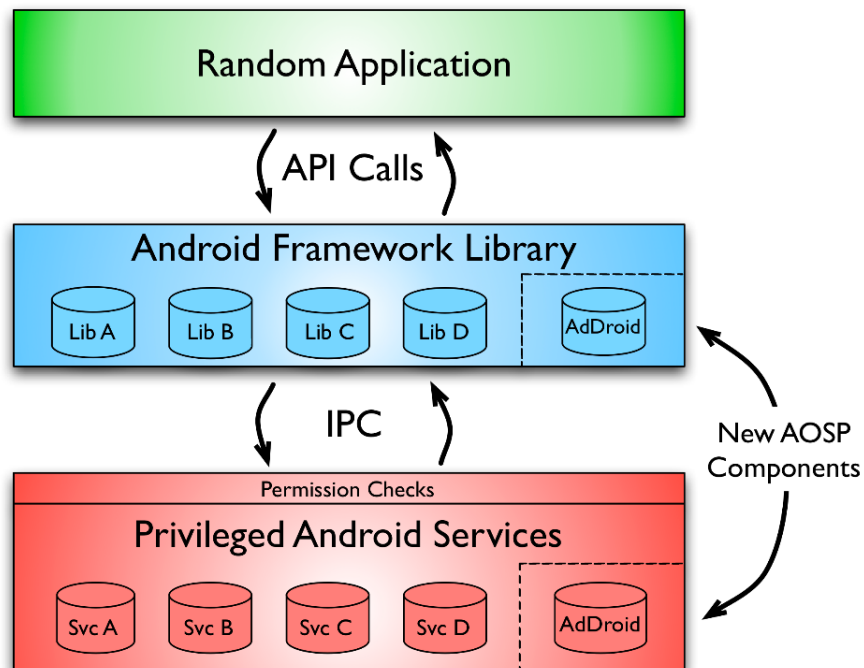 Random Application
API Calls
Android Framework Library
Lib A
Lib B
Lib C
Lib D
AdDroid
IPC
New AOSP
Components
Permission Checks
Privileged Android Services
Svc A
Svc B
Svc C
Svc D
AdDroid